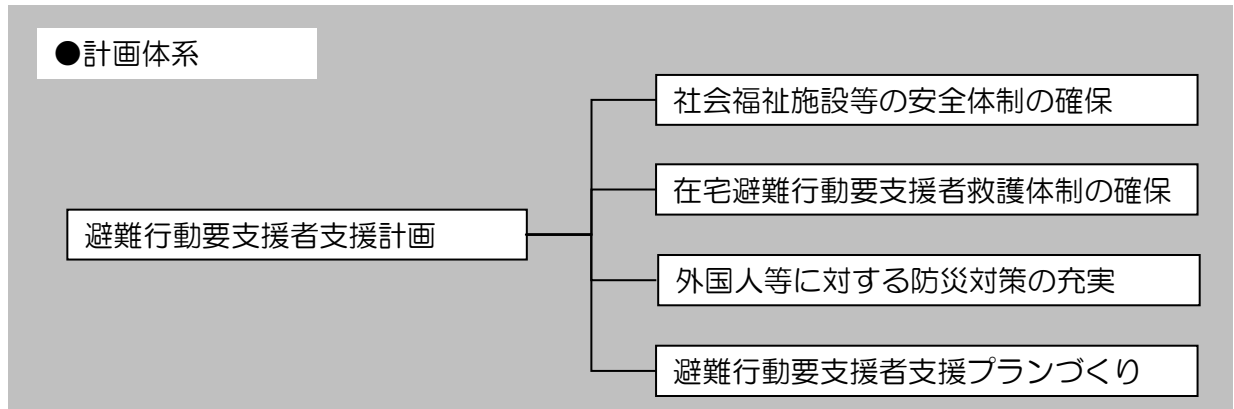 ●計画体系
社会福祉施設等の安全体制の確保
在宅避難行動要支援者救護体制の確保
避難行動要支援者支援計画
外国人等に対する防災対策の充実
避難行動要支援者支援プランづくり